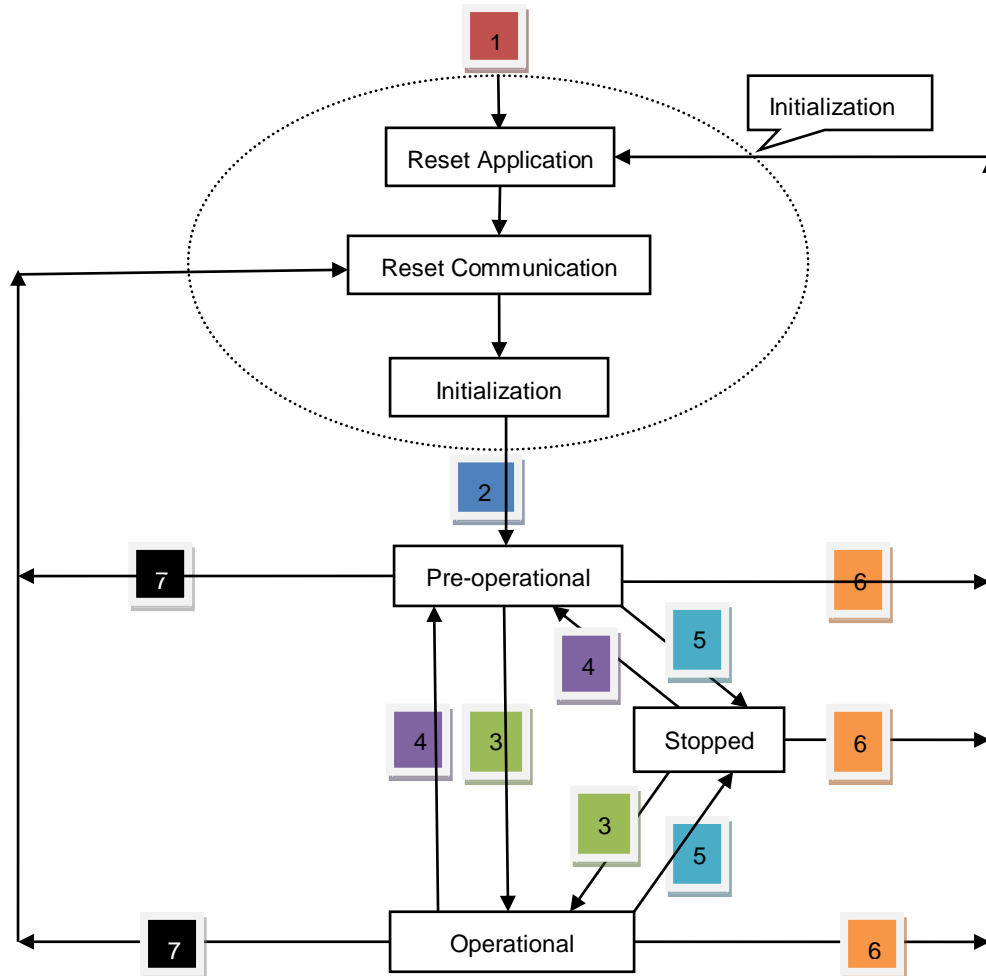 1
Initialization
Reset Application
Reset Communication
Initialization
2
7
Pre-operational
6
4
5
4
3
Stopped
6
3
5
7
Operational
6